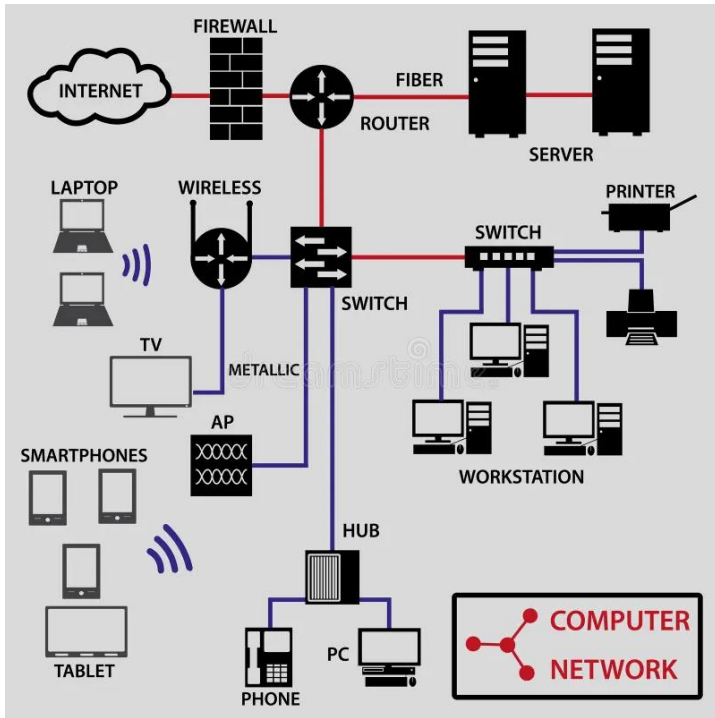 FIREWALL
INTERNET
FIBER
ROUTER
SERVER
LAPTOP
WIRELESS
PRINTER
SWITCH
SWITCH
TV
METALLIC
dreamstime
AP
SMARTPHONES
WORKSTATION
HUB
COMPUTER
NETWORK
PC
TABLET
PHONE